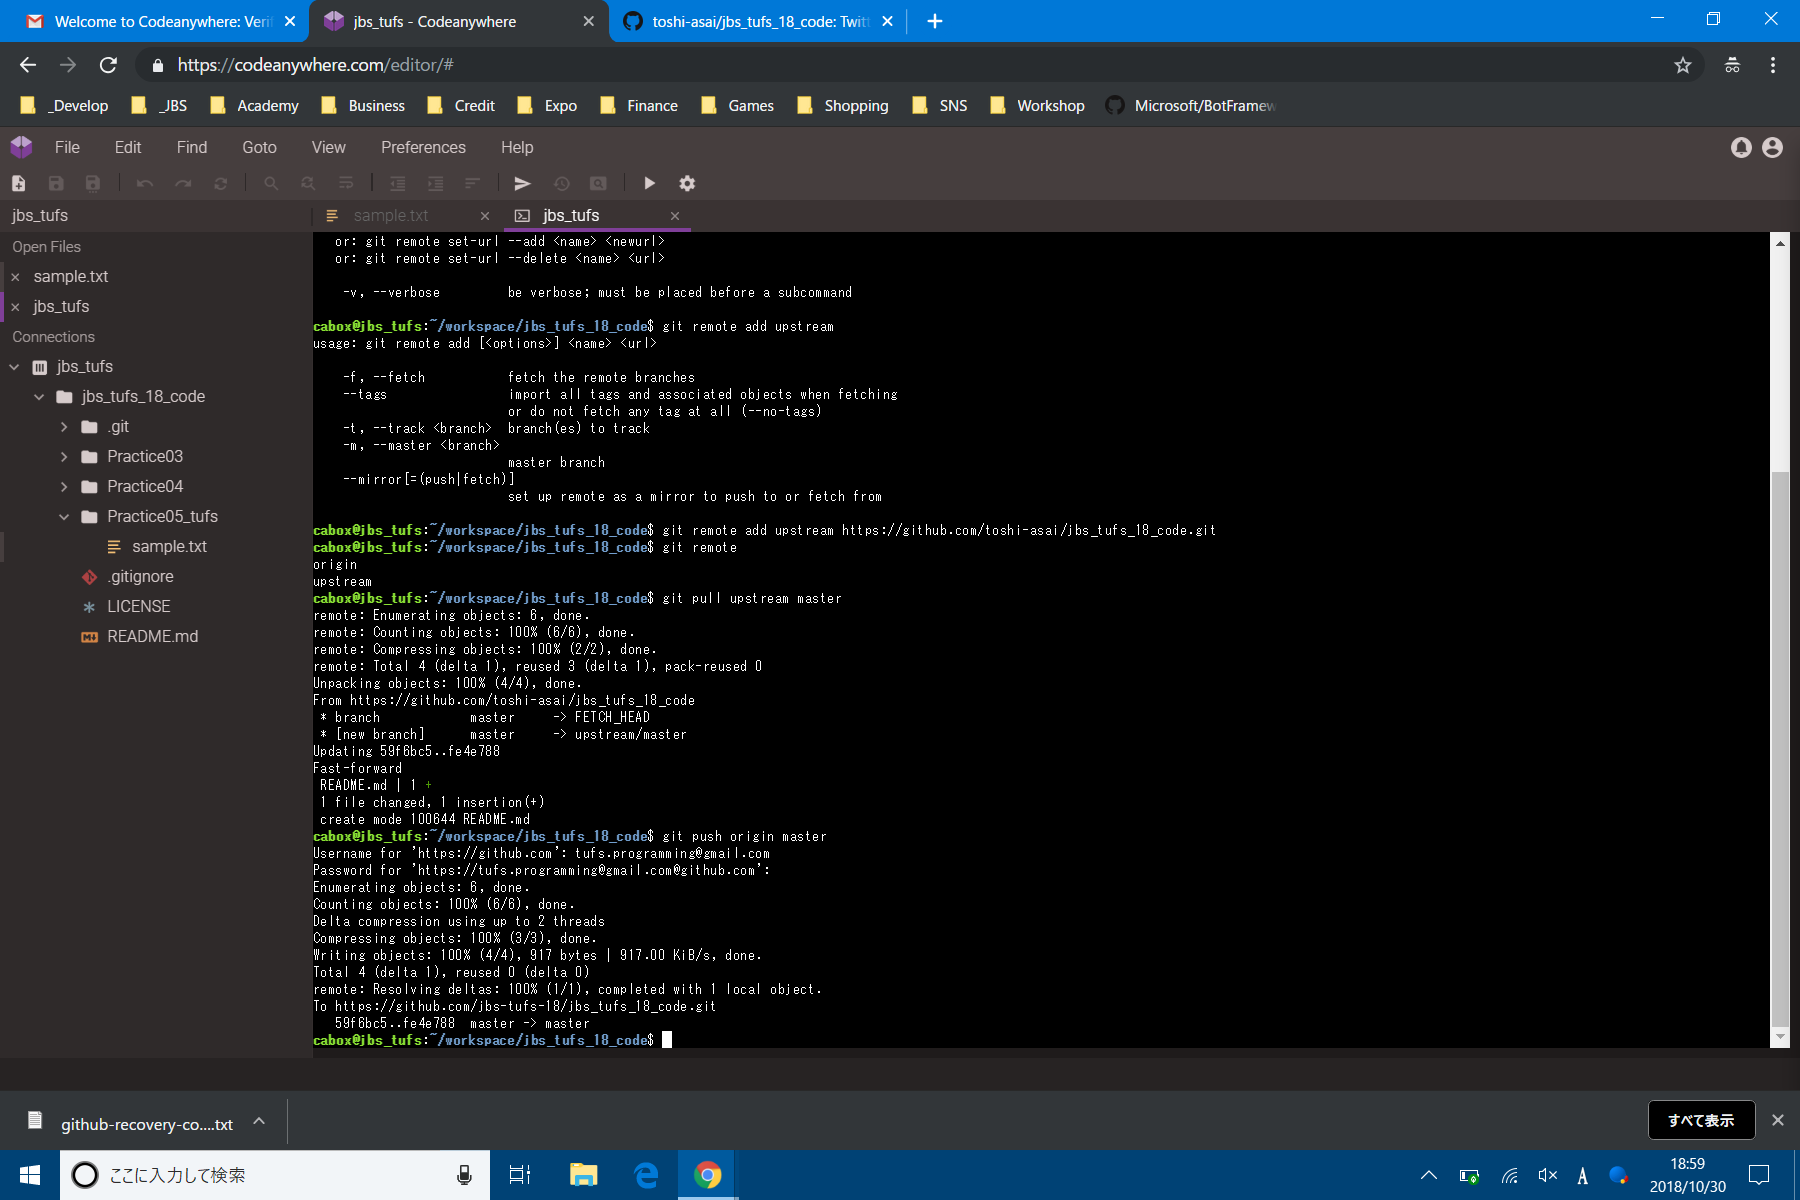 Welcome to Codeanywhere: Veri
jbs_tufs - Codeanywhere
toshi-asai/jbs_tufs_18_code: Twit
https://codeanywhere.com/editor/#
_Develop
_JBS
Academy
Business
Credit
Expo
Finance
Games
Shopping
SNS
Workshop
Microsoft/BotFramew
File
Edit
Find
Goto
View
Preferences
Help
jbs_tufs
sample.txt
jbs_tufs
Open Files
sample.txt
jbs_tufs
Connections
jbs_tufs
jbs_tufs_18_code
.git
Practice03
Practice04
Practice05_tufs
sample.txt
.gitignore
LICENSE
README.md
or: git remote set-url --add <name> <newurl>
or: git remote set-url --delete <name> <url>
-v, --verbose be verbose; must be placed before a subcommand
cabox@jbs_tufs:~/workspace/jbs_tufs_18_code$ git remote add upstream
usage: git remote add [<options>] <name> <url>
-f, --fetch fetch the remote branches
--tags import all tags and associated objects when fetching
or do not fetch any tag at all (--no-tags)
-t, --track <branch> branch(es) to track
-m, --master <branch>
master branch
--mirror[=(push|fetch)]
set up remote as a mirror to push to or fetch from
cabox@jbs_tufs:~/workspace/jbs_tufs_18_code$ git remote add upstream https://github.com/toshi-asai/jbs_tufs_18_code.git
cabox@jbs_tufs:~/workspace/jbs_tufs_18_code$ git remote
origin
upstream
cabox@jbs_tufs:~/workspace/jbs_tufs_18_code$ git pull upstream master
remote: Enumerating objects: 6, done.
remote: Counting objects: 100% (6/6), done.
remote: Compressing objects: 100% (2/2), done.
remote: Total 4 (delta 1), reused 3 (delta 1), pack-reused 0
Unpacking objects: 100% (4/4), done.
From https://github.com/toshi-asai/jbs_tufs_18_code
* branch master -> FETCH_HEAD
* [new branch] master -> upstream/master
Updating 59f6bc5..fe4e788
Fast-forward
README.md | 1 +
1 file changed, 1 insertion(+)
create mode 100644 README.md
cabox@jbs_tufs:~/workspace/jbs_tufs_18_code$ git push origin master
Username for 'https://github.com': tufs.programming@gmail.com
Password for 'https://tufs.programming@gmail.com@github.com':
Enumerating objects: 6, done.
Counting objects: 100% (6/6), done.
Delta compression using up to 2 threads
Compressing objects: 100% (3/3), done.
Writing objects: 100% (4/4), 917 bytes | 917.00 KiB/s, done.
Total 4 (delta 1), reused 0 (delta 0)
remote: Resolving deltas: 100% (1/1), completed with 1 local object.
To https://github.com/jbs-tufs-18/jbs_tufs_18_code.git
59f6bc5..fe4e788 master -> master
cabox@jbs_tufs:~/workspace/jbs_tufs_18_code$
github-recovery-co....txt
すべて表示
ここに入力して検索
A
18:59
2018/10/30